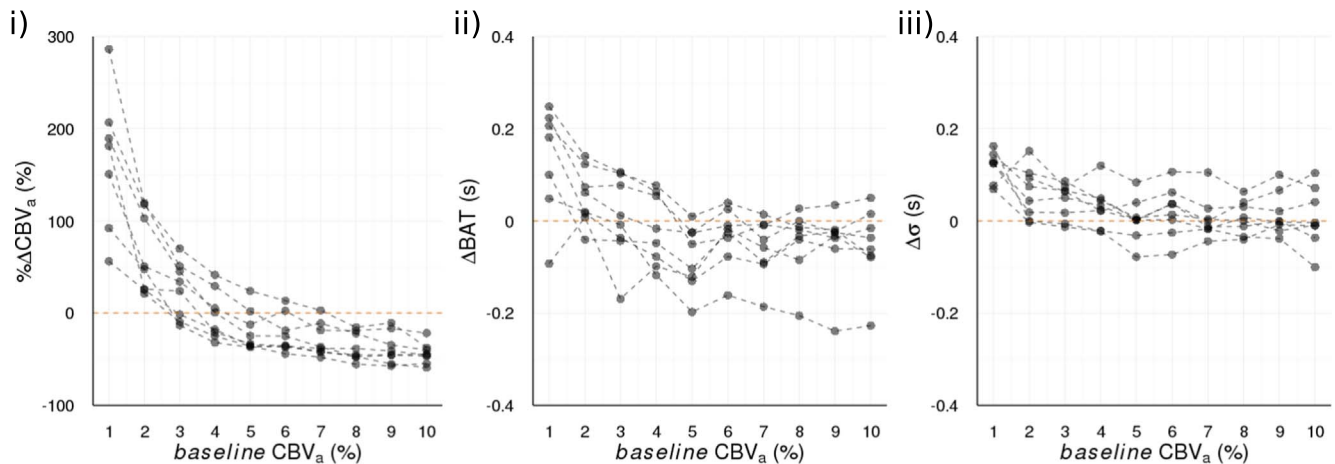 i)
%ΔCBVa (%)
300
200
100
0
-100
1 2 3 4 5 6 7 8 9 10
baseline CBVa (%)
ii)
ΔBAT (s)
0.4
0.2
0
-0.2
-0.4
1 2 3 4 5 6 7 8 9 10
baseline CBVa (%)
iii)
Δσ (s)
0.4
0.2
0
-0.2
-0.4
1 2 3 4 5 6 7 8 9 10
baseline CBVa (%)